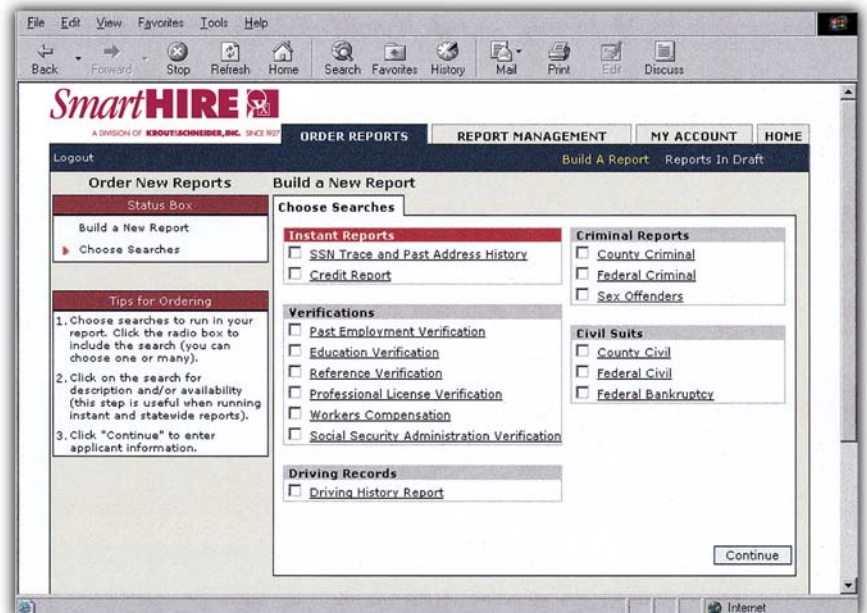 File Edit View Favorites Tools Help
Back Forward Stop Refresh Home Search Favorites History Mail Print Edit Discuss
SmartHIRE
A DIVISION OF KROUT&SCHNEIDER, INC. SINCE 1927
ORDER REPORTS REPORT MANAGEMENT MY ACCOUNT HOME
Logout Build A Report Reports In Draft
Order New Reports
Status Box
Build a New Report
Choose Searches
Tips for Ordering
1. Choose searches to run in your
report. Click the radio box to
include the search (you can
choose one or many).
2. Click on the search for
description and/or availability
(this step is useful when running
instant and statewide reports).
3. Click "Continue" to enter
applicant information.
Build a New Report
Choose Searches
Instant Reports
SSN Trace and Past Address History
Credit Report
Verifications
Past Employment Verification
Education Verification
Reference Verification
Professional License Verification
Workers Compensation
Social Security Administration Verification
Driving Records
Driving History Report
Criminal Reports
County Criminal
Federal Criminal
Sex Offenders
Civil Suits
County Civil
Federal Civil
Federal Bankruptcy
Continue
Internet